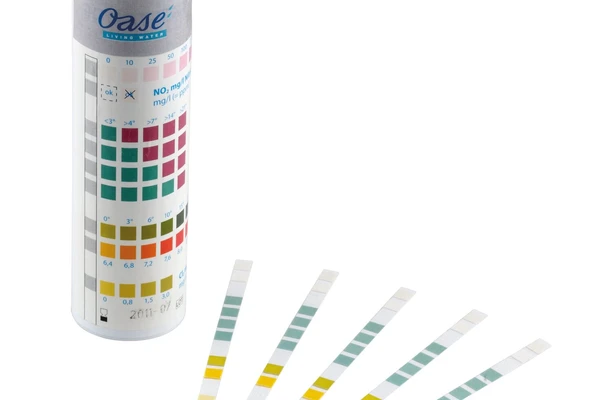 Oase
LIVING WATER
0 10 25 50
ok
NO₂ mg/l
mg/l (=
<3° >4° >7° >14°
0° 3° 6° 10°
6,4 6,8 7,2 7,6
0 0,8 1,5 3,0
2011-07